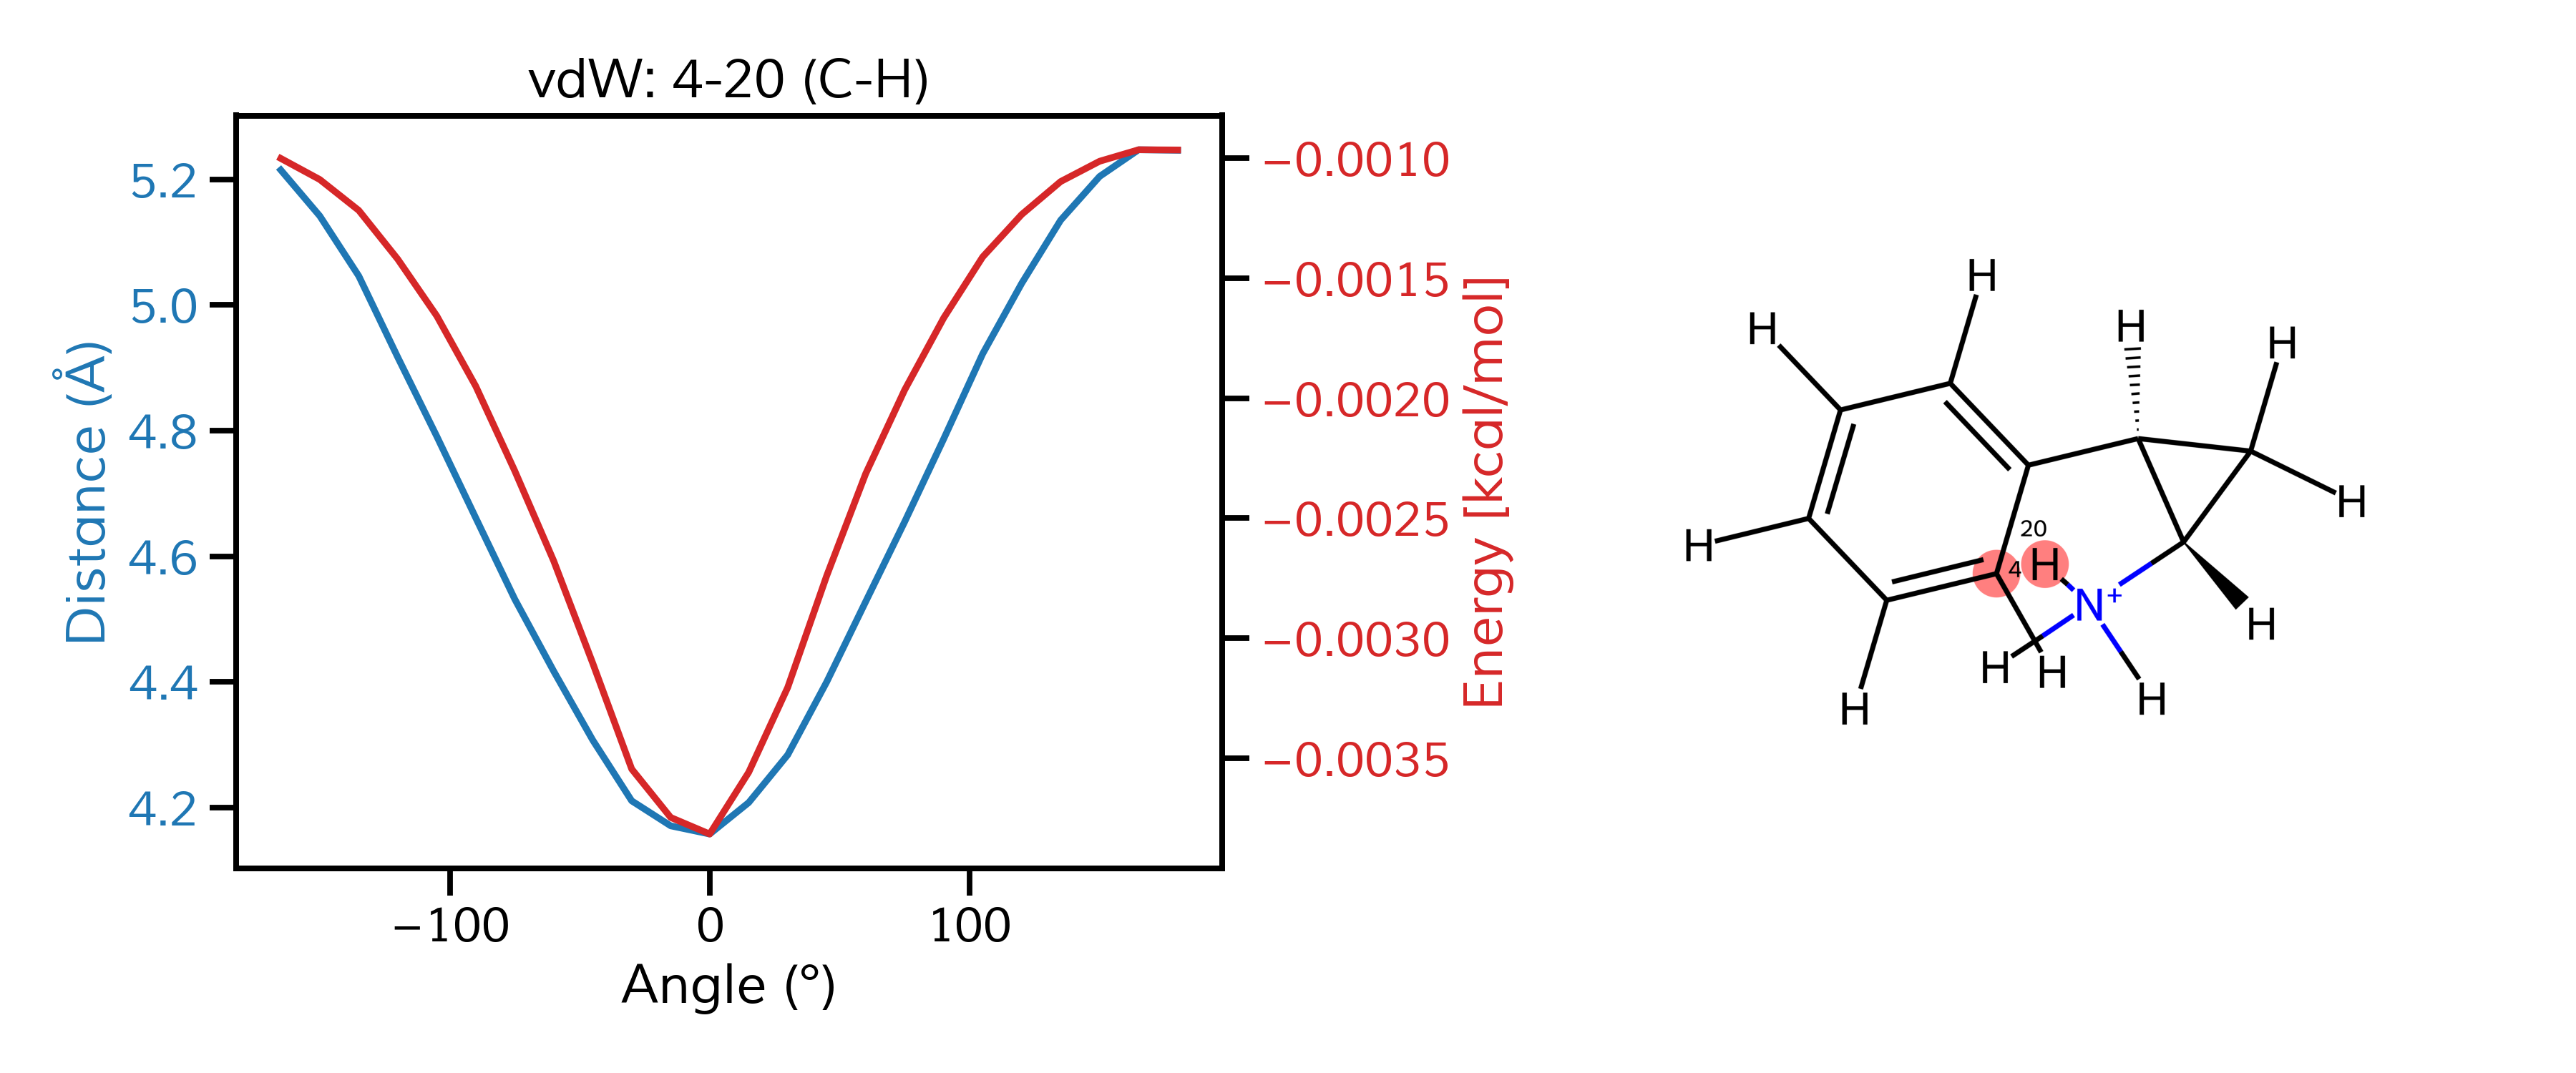 vdW: 4-20 (C-H)
Distance (Å)
5.2
5.0
4.8
4.6
4.4
4.2
−0.0010
−0.0015
−0.0020
−0.0025
−0.0030
−0.0035
Energy [kcal/mol]
−100
0
100
Angle (°)
H
H
H
H
H
H
20
4
H
N+
H
H
H
H
H